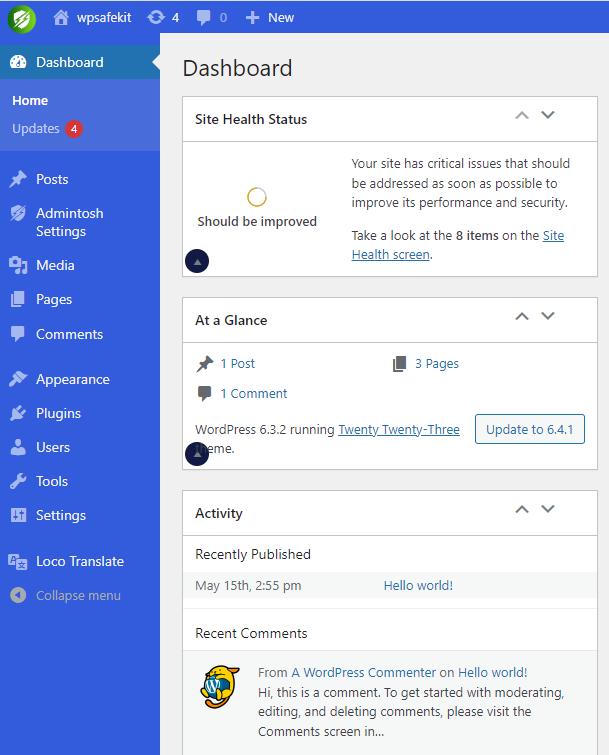 wpsafekit 4 0 New
Dashboard
Home
Updates 4
Posts
Admintosh
Settings
Media
Pages
Comments
Appearance
Plugins
Users
Tools
Settings
Loco Translate
Collapse menu
Dashboard
Site Health Status
Should be improved
Your site has critical issues that should
be addressed as soon as possible to
improve its performance and security.
Take a look at the 8 items on the Site
Health screen.
At a Glance
1 Post
3 Pages
1 Comment
WordPress 6.3.2 running Twenty Twenty-Three
theme.
Update to 6.4.1
Activity
Recently Published
May 15th, 2:55 pm Hello world!
Recent Comments
From A WordPress Commenter on Hello world!
Hi, this is a comment. To get started with moderating,
editing, and deleting comments, please visit the
Comments screen in...